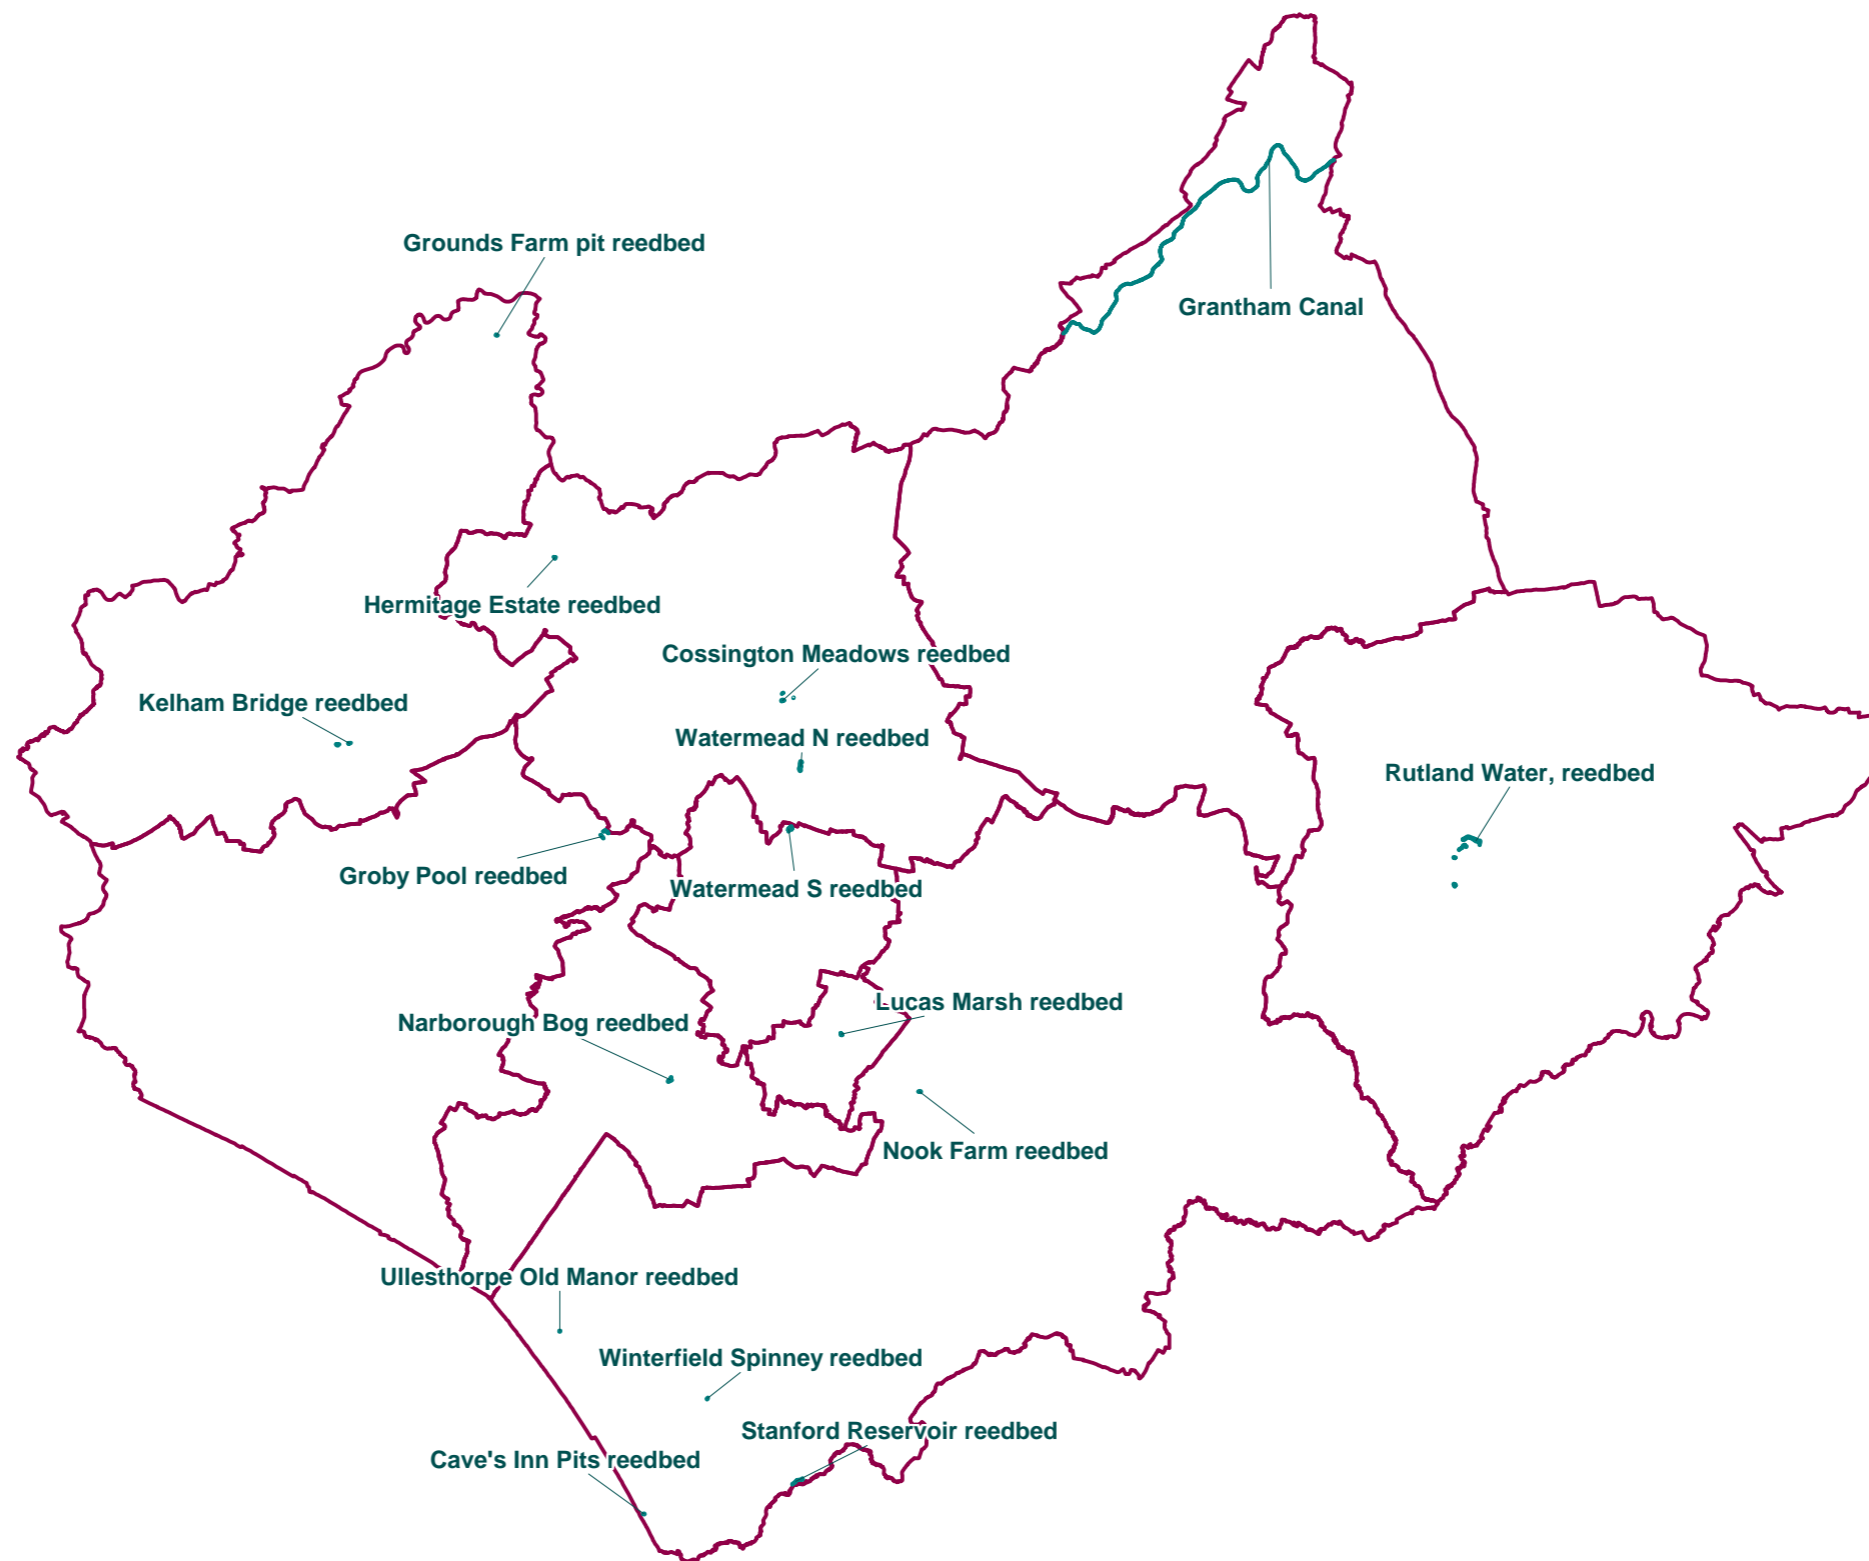 Grounds Farm pit reedbed
Grantham Canal
Hermitage Estate reedbed
Cossington Meadows reedbed
Kelham Bridge reedbed
Watermead N reedbed
Rutland Water, reedbed
Groby Pool reedbed
Watermead S reedbed
Lucas Marsh reedbed
Narborough Bog reedbed
Nook Farm reedbed
Ullesthorpe Old Manor reedbed
Winterfield Spinney reedbed
Stanford Reservoir reedbed
Cave's Inn Pits reedbed